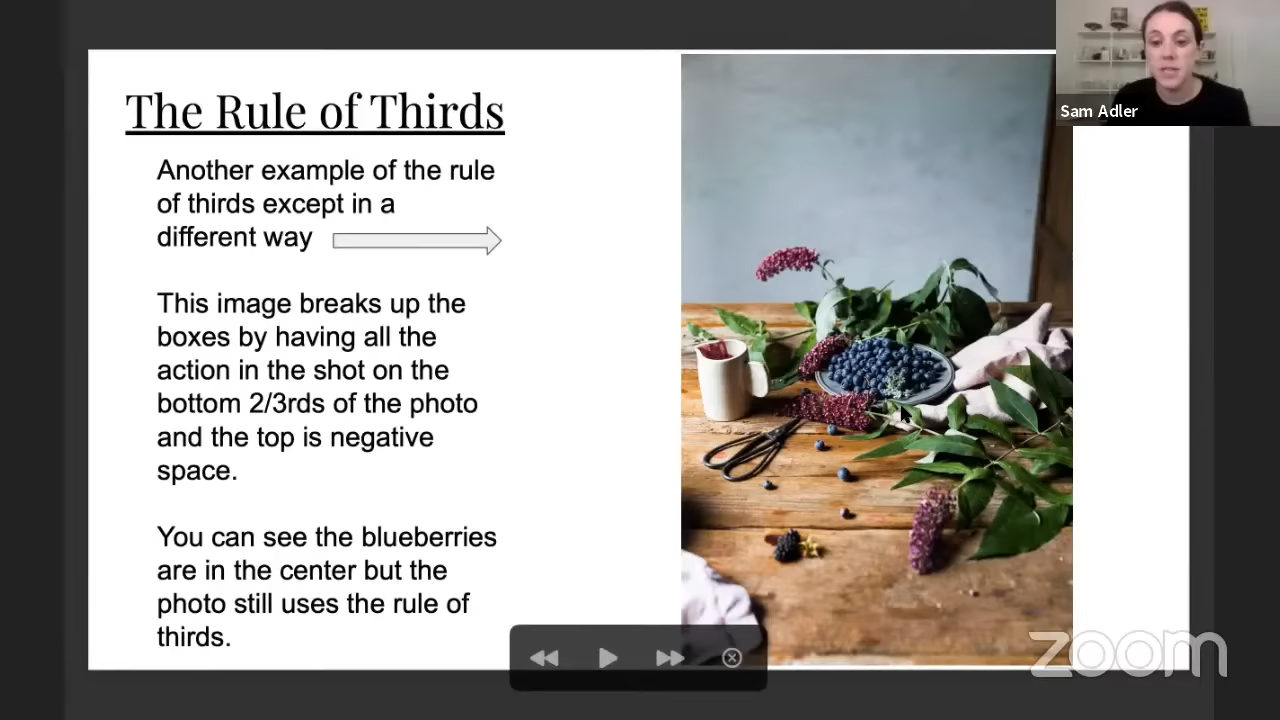 Sam Adler
The Rule of Thirds
Another example of the rule
of thirds except in a
different way
This image breaks up the
boxes by having all the
action in the shot on the
bottom 2/3rds of the photo
and the top is negative
space.
You can see the blueberries
are in the center but the
photo still uses the rule of
thirds.
zoom